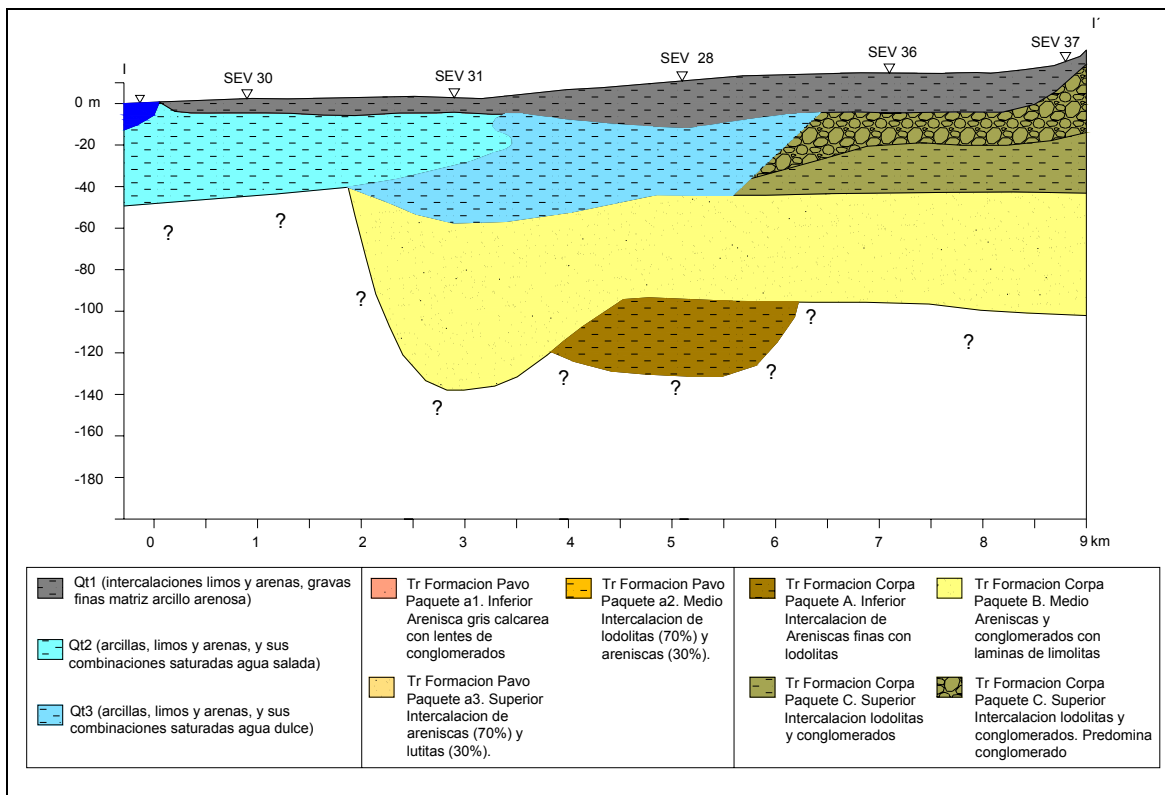 I
I´
SEV 30
SEV 31
SEV 28
SEV 36
SEV 37
0 m
-20
-40
-60
-80
-100
-120
-140
-160
-180
?
?
?
?
?
?
?
?
?
0
1
2
3
4
5
6
7
8
9 km
Qt1 (intercalaciones limos y arenas, gravas
finas matriz arcillo arenosa)
Qt2 (arcillas, limos y arenas, y sus
combinaciones saturadas agua salada)
Qt3 (arcillas, limos y arenas, y sus
combinaciones saturadas agua dulce)
Tr Formacion Pavo
Paquete a1. Inferior
Arenisca gris calcarea
con lentes de
conglomerados
Tr Formacion Pavo
Paquete a3. Superior
Intercalacion de
areniscas (70%) y
lutitas (30%).
Tr Formacion Pavo
Paquete a2. Medio
Intercalacion de
lodolitas (70%) y
areniscas (30%).
Tr Formacion Corpa
Paquete A. Inferior
Intercalacion de
Areniscas finas con
lodolitas
Tr Formacion Corpa
Paquete C. Superior
Intercalacion lodolitas
y conglomerados
Tr Formacion Corpa
Paquete B. Medio
Areniscas y
conglomerados con
laminas de limolitas
Tr Formacion Corpa
Paquete C. Superior
Intercalacion lodolitas y
conglomerados. Predomina
conglomerado